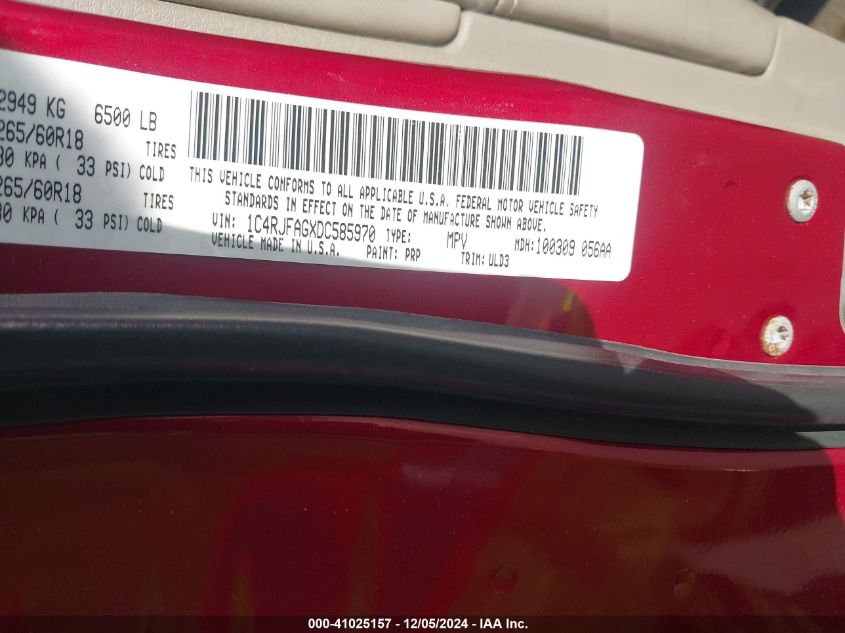 2949 KG 6500 LB
265/60R18 TIRES
30 KPA ( 33 PSI) COLD
265/60R18 TIRES
30 KPA ( 33 PSI) COLD
THIS VEHICLE CONFORMS TO ALL APPLICABLE U.S.A. FEDERAL MOTOR VEHICLE SAFETY
STANDARDS IN EFFECT ON THE DATE OF MANUFACTURE SHOWN ABOVE.
VIN: 1C4RJFAGXDC585970 TYPE: MPV MDH: 100309 056AA
VEHICLE MADE IN U.S.A. PAINT: PRP TRIM: ULD3
000-41025157 - 12/05/2024 - IAA Inc.